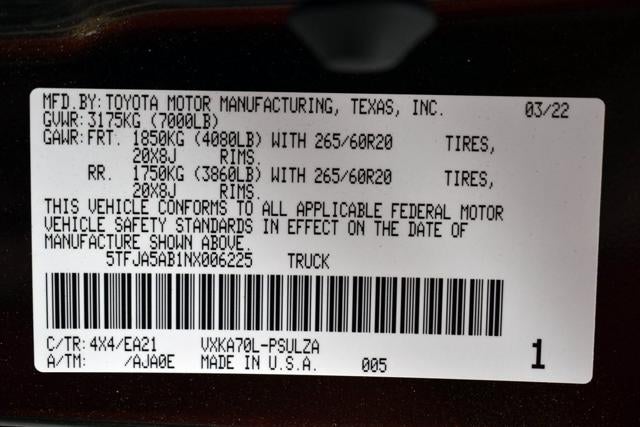 MFD.BY: TOYOTA MOTOR MANUFACTURING, TEXAS, INC. 03/22
GVWR: 3175KG (7000LB)
GAWR: FRT. 1850KG (4080LB) WITH 265/60R20 TIRES,
20X8J RIMS.
RR. 1750KG (3860LB) WITH 265/60R20 TIRES,
20X8J RIMS.
THIS VEHICLE CONFORMS TO ALL APPLICABLE FEDERAL MOTOR
VEHICLE SAFETY STANDARDS IN EFFECT ON THE DATE OF
MANUFACTURE SHOWN ABOVE.
5TFJA5AB1NX006225 TRUCK
C/TR: 4X4/EA21 VXKA70L-PSULZA
A/TM: /AJA0E MADE IN U.S.A. 005 1